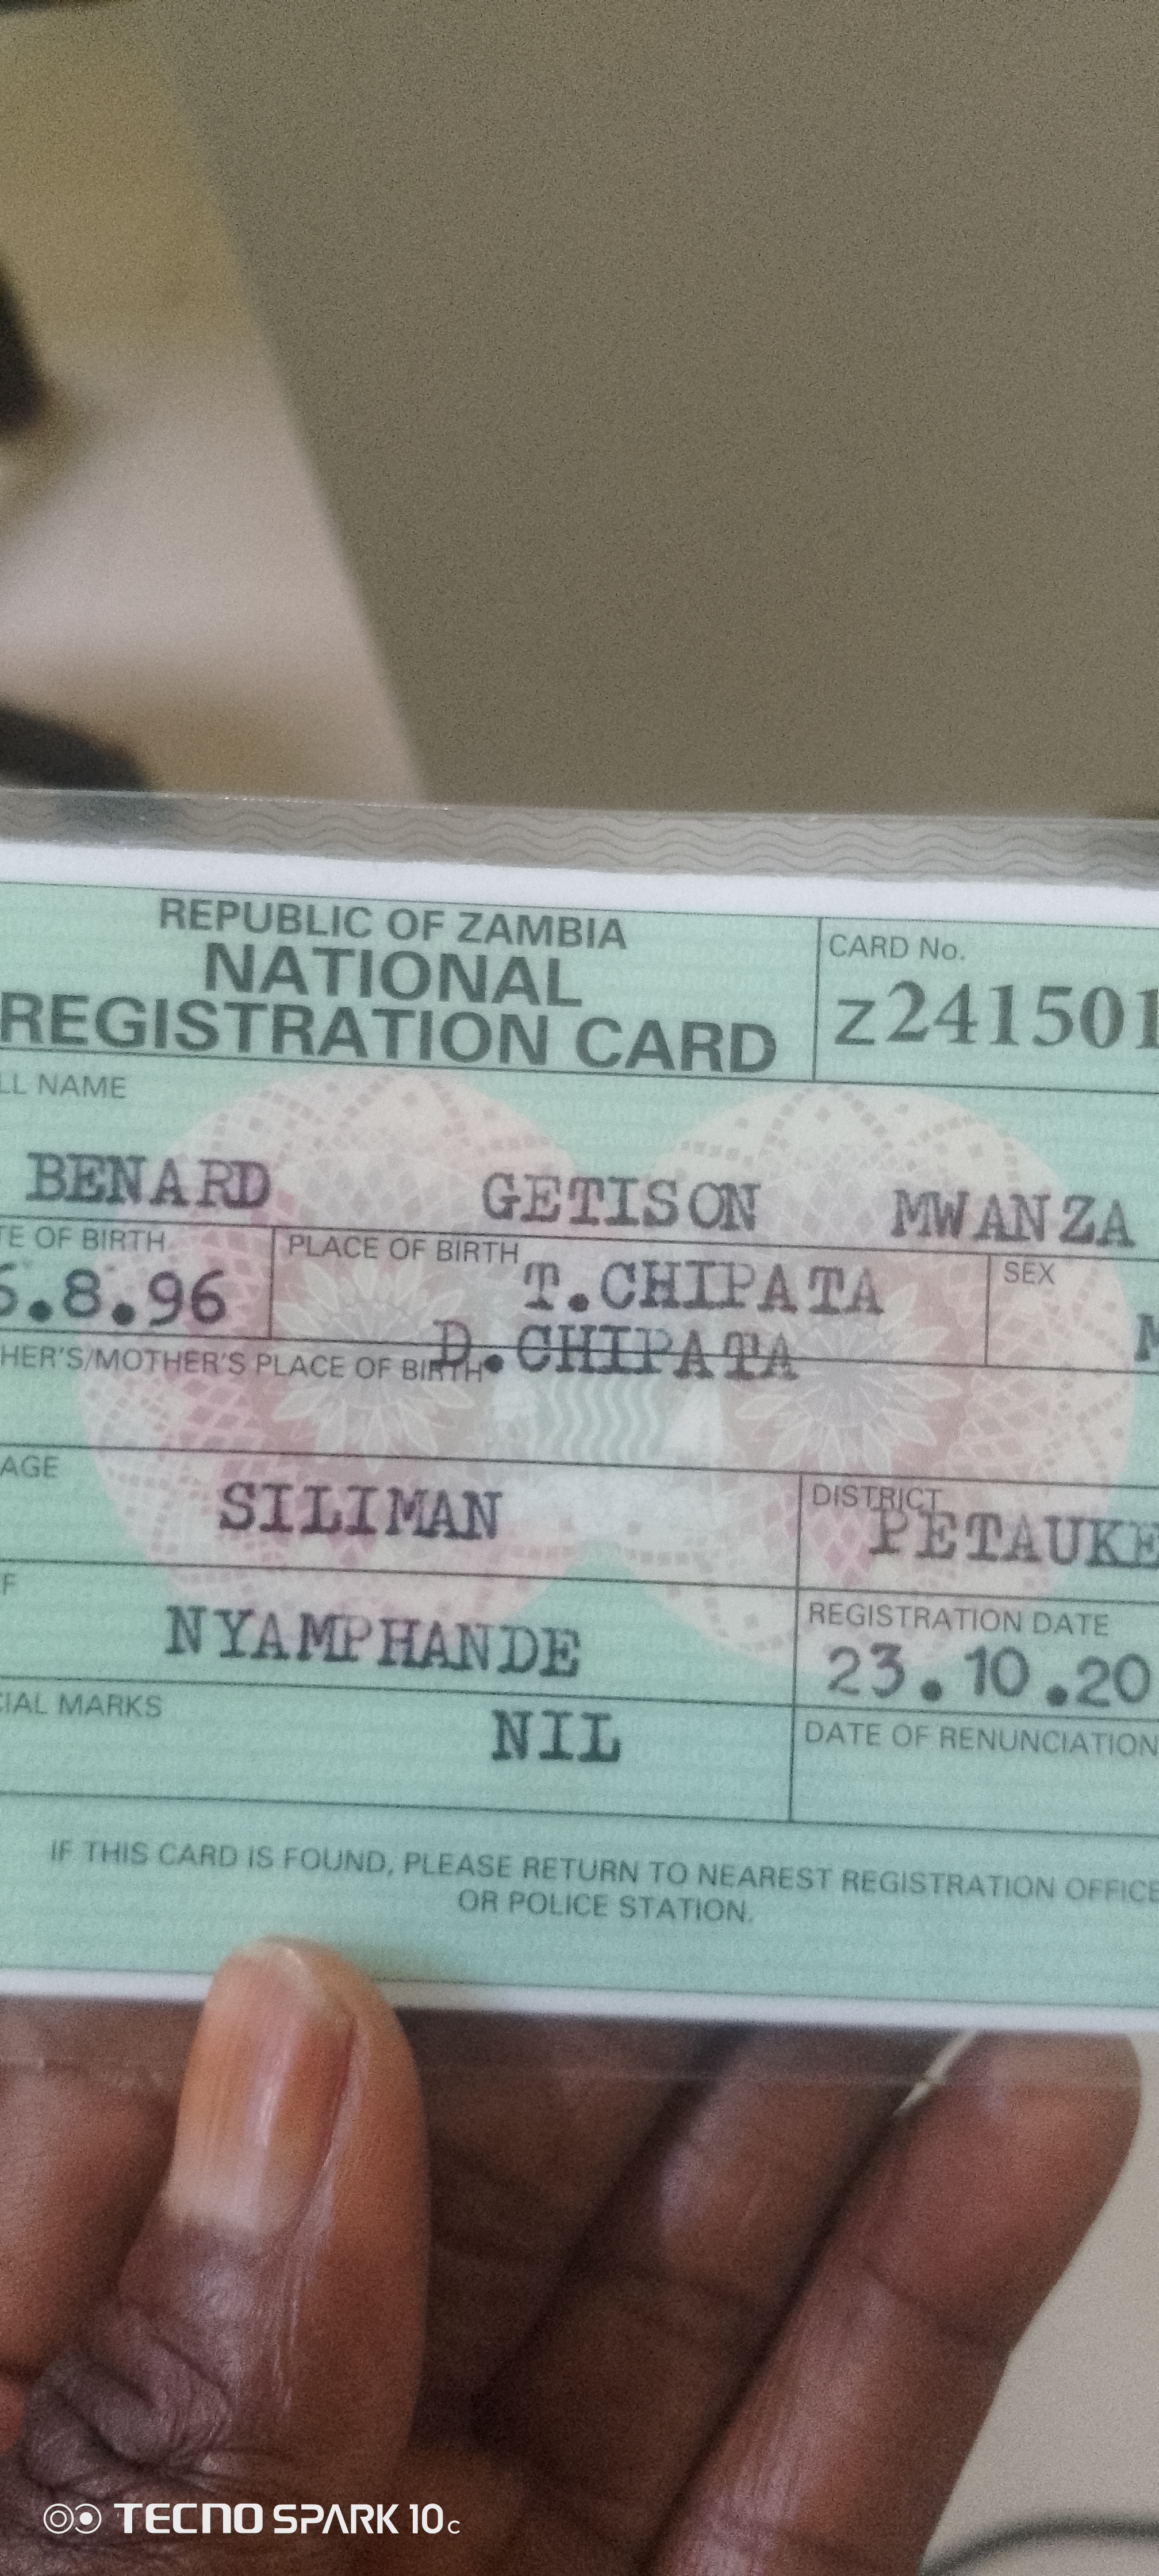 REPUBLIC OF ZAMBIA
NATIONAL
REGISTRATION CARD
CARD No.
Z241501
LL NAME
BENARD GETISON MWANZA
TE OF BIRTH
6.8.96
PLACE OF BIRTH
T.CHIPATA
D.CHIPATA
SEX
M
HER'S/MOTHER'S PLACE OF BIRTH
AGE
SILIMAN
DISTRICT
PETAUKE
F
NYAMPHANDE
REGISTRATION DATE
23.10.20
CIAL MARKS
NIL
DATE OF RENUNCIATION
IF THIS CARD IS FOUND, PLEASE RETURN TO NEAREST REGISTRATION OFFICE
OR POLICE STATION.
TECNO SPARK 10C